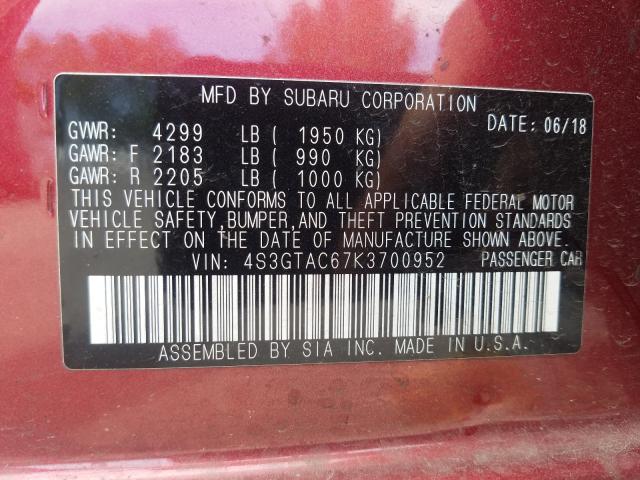 MFD BY SUBARU CORPORATION
DATE: 06/18
GVWR: 4299 LB ( 1950 KG)
GAWR: F 2183 LB ( 990 KG)
GAWR: R 2205 LB ( 1000 KG)
THIS VEHICLE CONFORMS TO ALL APPLICABLE FEDERAL MOTOR
VEHICLE SAFETY,BUMPER,AND THEFT PREVENTION STANDARDS
IN EFFECT ON THE DATE OF MANUFACTURE SHOWN ABOVE.
VIN: 4S3GTAC67K3700952 PASSENGER CAR
ASSEMBLED BY SIA INC. MADE IN U.S.A.